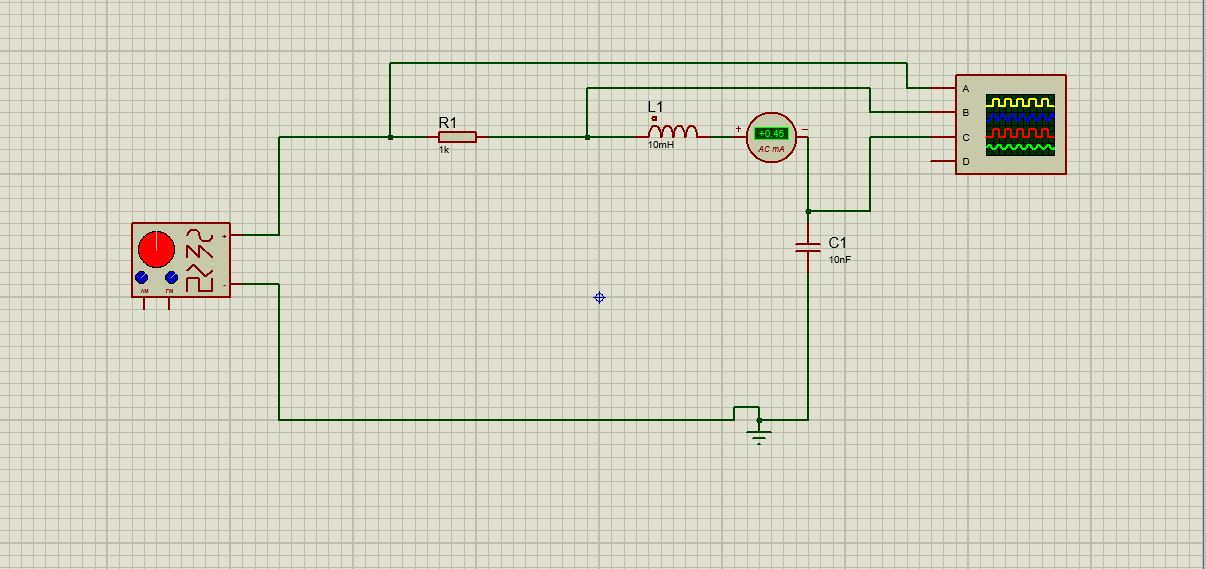 A
L1
B
R1
+ +0.45 −
C
1k
10mH
AC mA
D
+
C1
10nF
-
AM FM